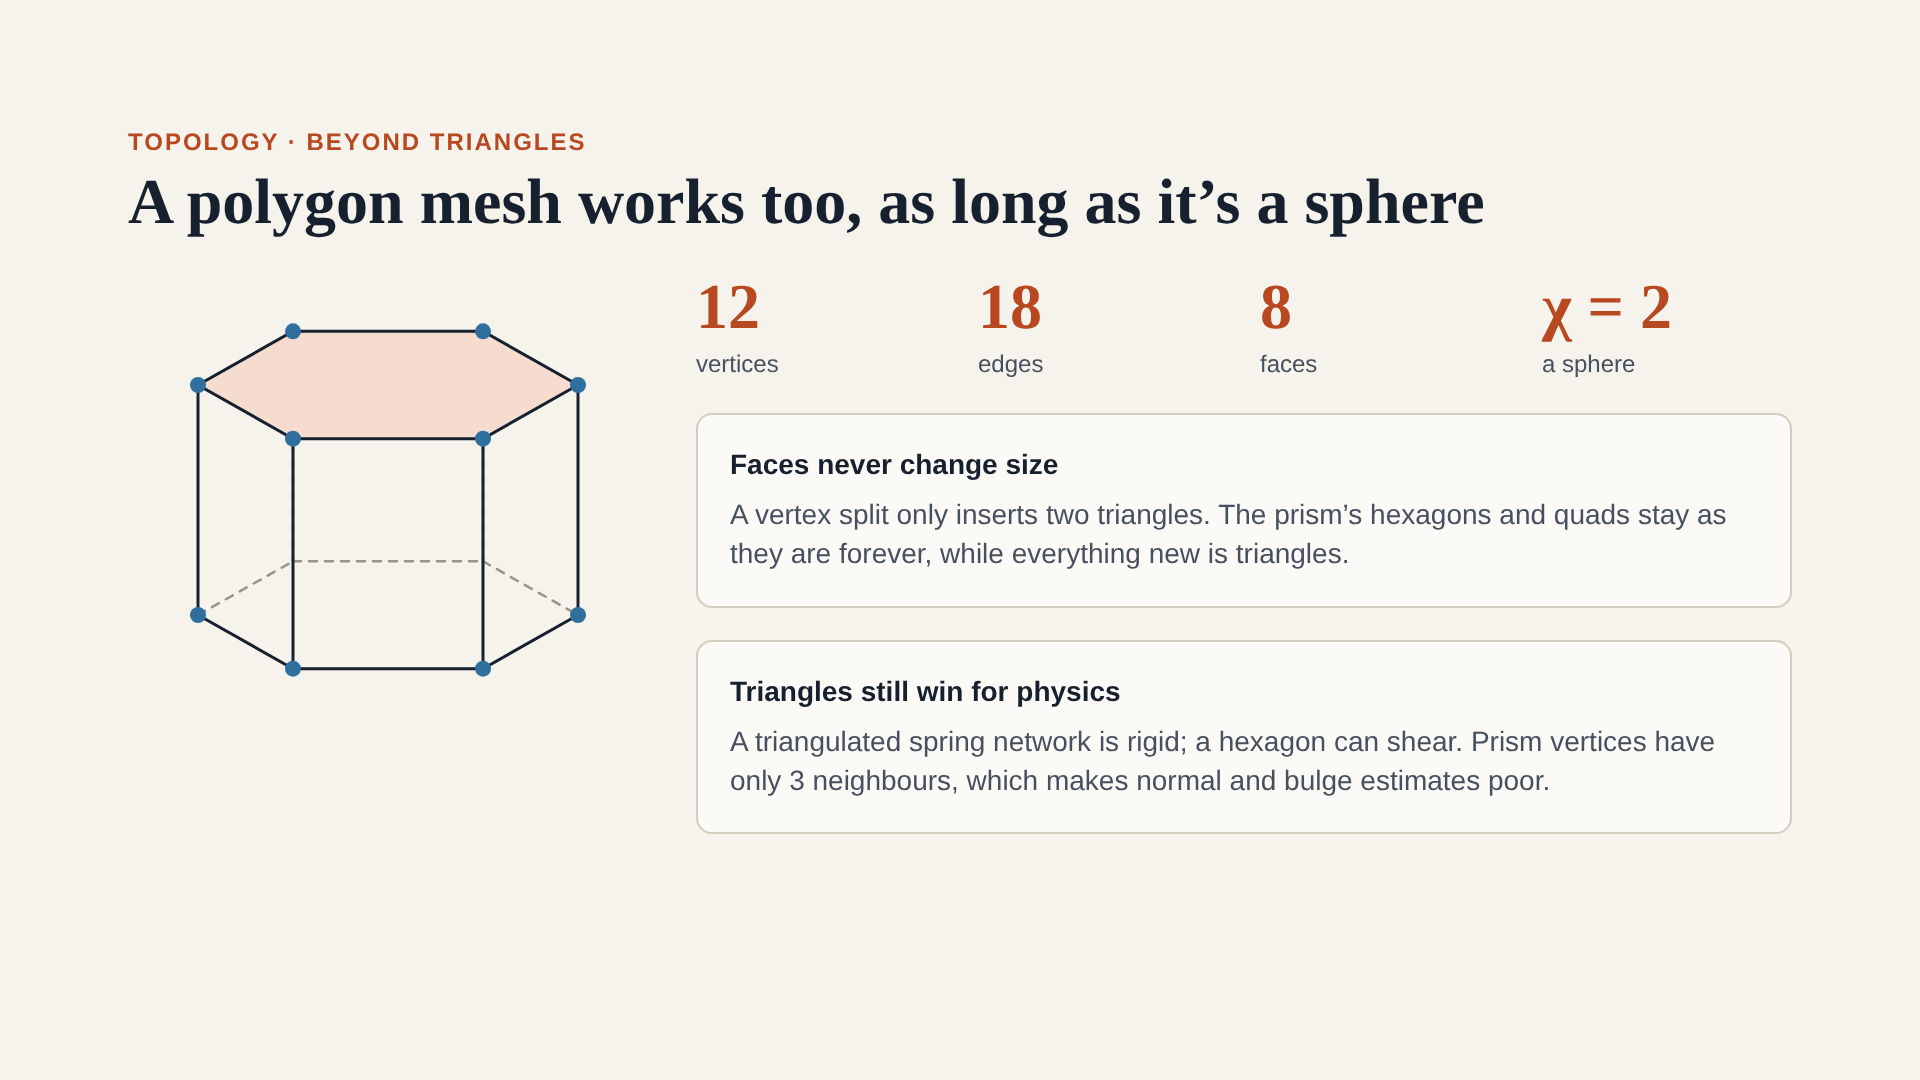 TOPOLOGY · BEYOND TRIANGLES
A polygon mesh works too, as long as it’s a sphere
12
vertices
18
edges
8
faces
χ = 2
a sphere
Faces never change size
A vertex split only inserts two triangles. The prism’s hexagons and quads stay as
they are forever, while everything new is triangles.
Triangles still win for physics
A triangulated spring network is rigid; a hexagon can shear. Prism vertices have
only 3 neighbours, which makes normal and bulge estimates poor.